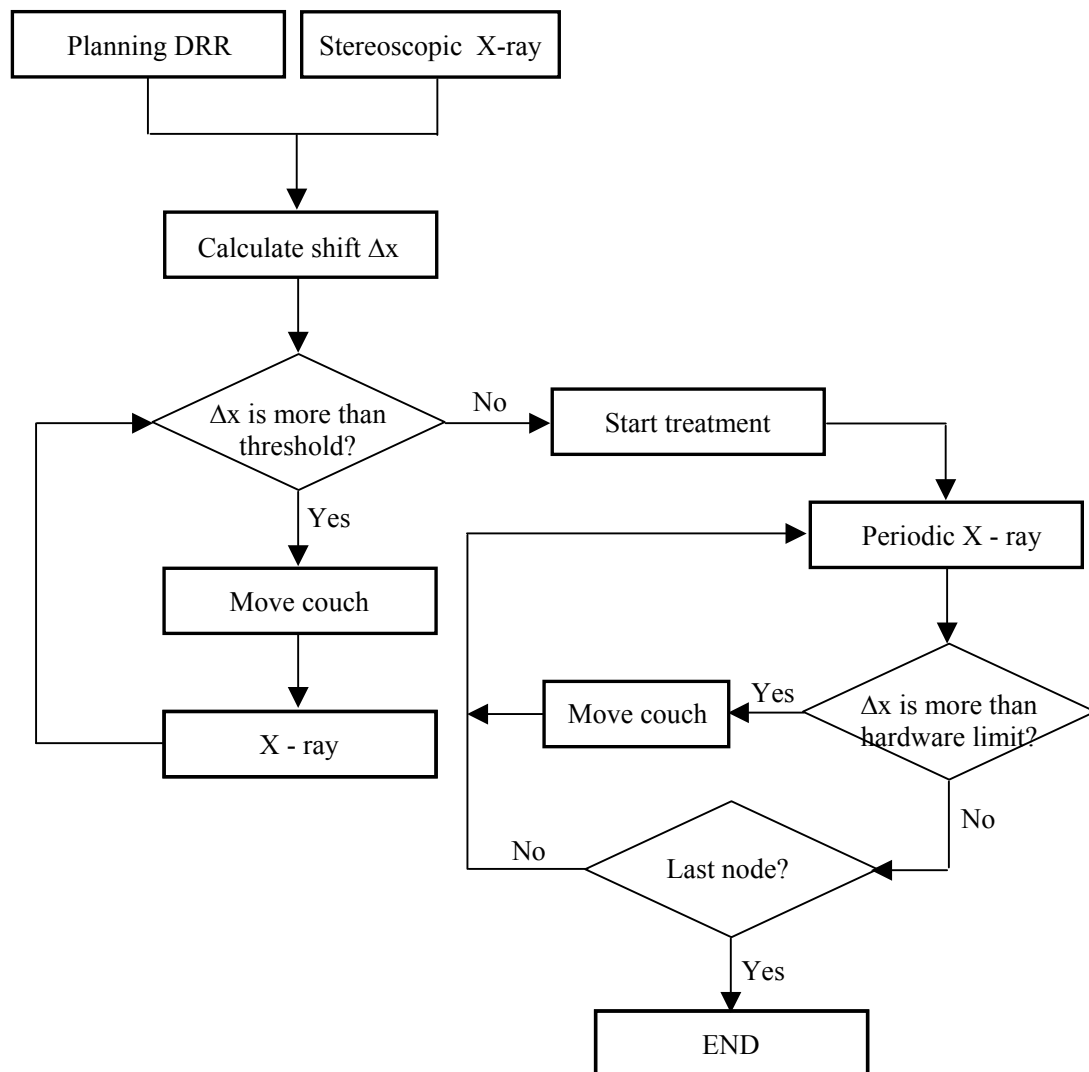 Planning DRR
Stereoscopic X-ray
Calculate shift Δx
Δx is more than
threshold?
No
Start treatment
Yes
Periodic X - ray
Move couch
Move couch
Yes
Δx is more than
hardware limit?
X - ray
No
No
Last node?
Yes
END